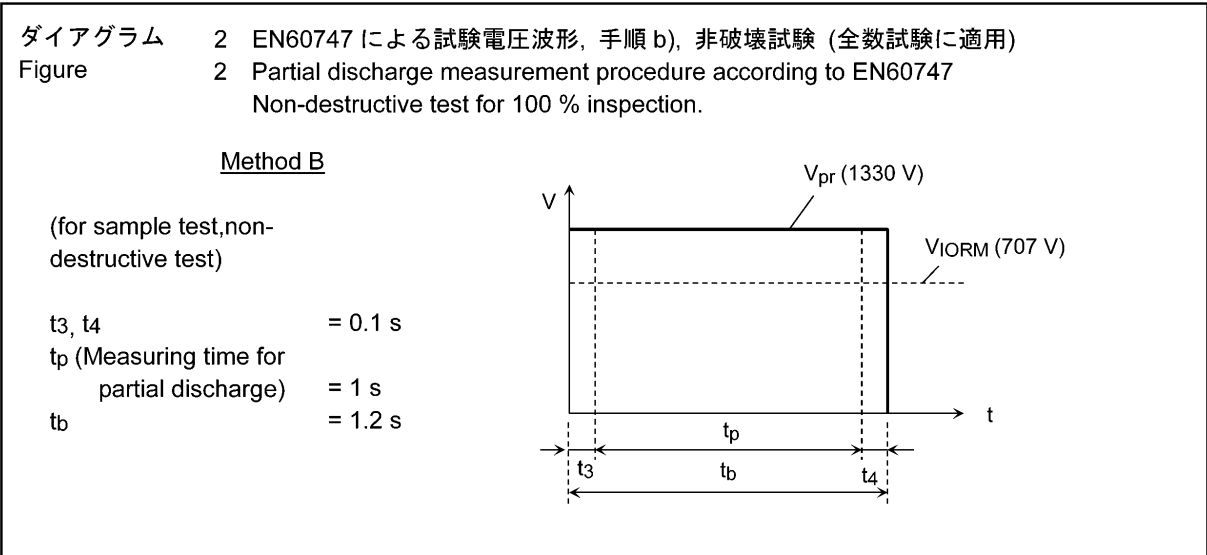 ダイアグラム 2 EN60747 による試験電圧波形, 手順 b), 非破壊試験 (全数試験に適用)
Figure 2 Partial discharge measurement procedure according to EN60747
Non-destructive test for 100 % inspection.
Method B
(for sample test,non-
destructive test)
t3, t4 = 0.1 s
tp (Measuring time for
partial discharge) = 1 s
tb = 1.2 s
Vpr (1330 V)
V
VIORM (707 V)
t
tp
t3 tb t4